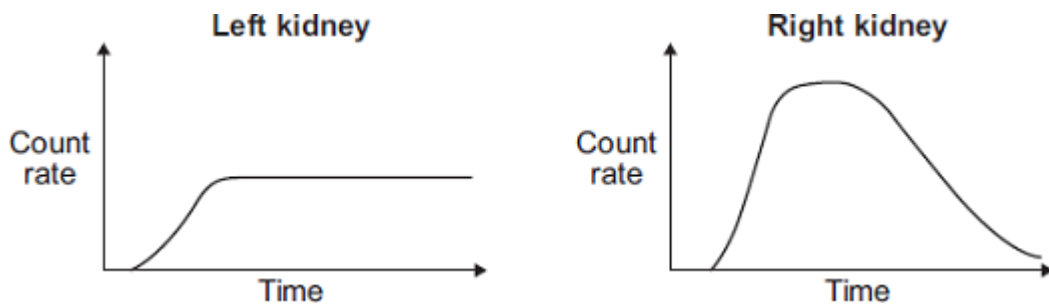 Left kidney
Count
rate
Time
Right kidney
Count
rate
Time